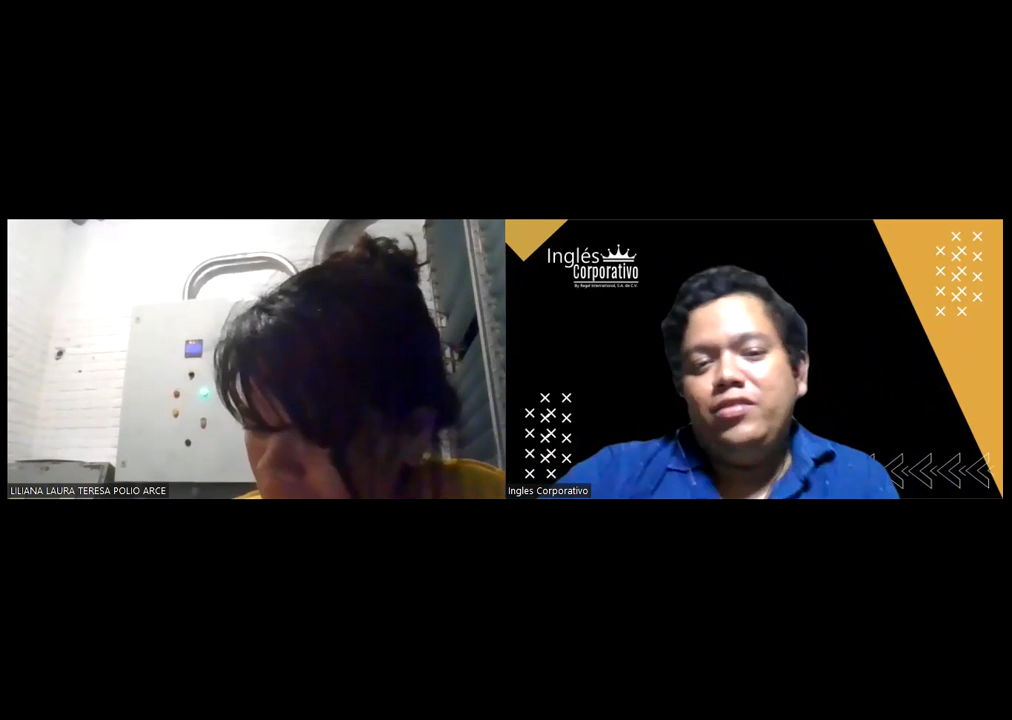 Inglés
Corporativo
By Regal International, S.A. de C.V.
LILIANA LAURA TERESA POLIO ARCE
Ingles Corporativo